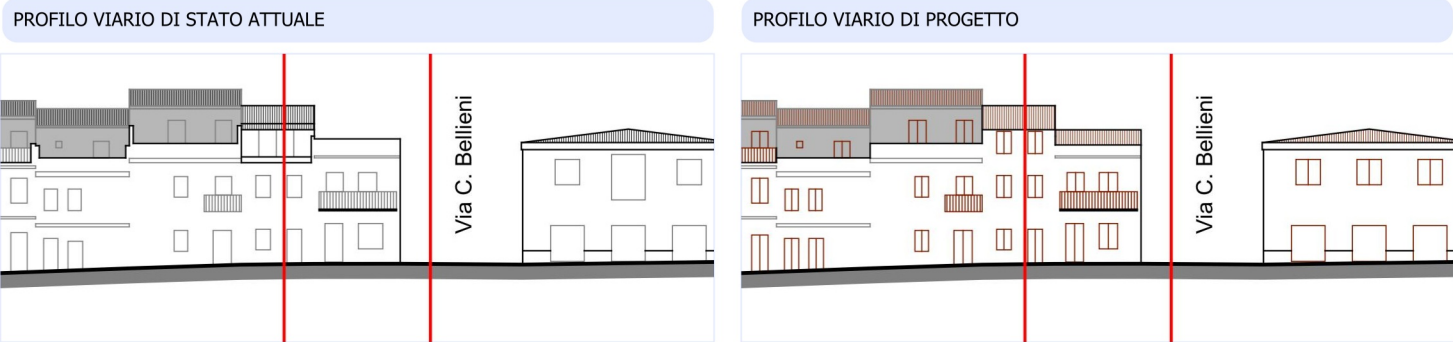 PROFILO VIARIO DI STATO ATTUALE
PROFILO VIARIO DI PROGETTO
Via C. Bellieni
Via C. Bellieni